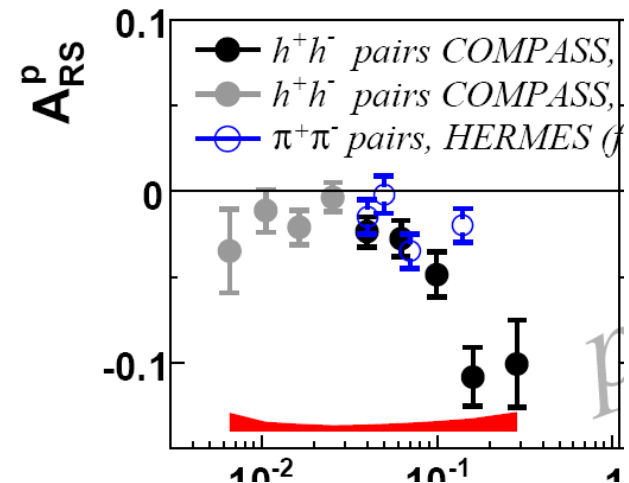 0.1
A^p_RS
h⁺h⁻ pairs COMPASS,
h⁺h⁻ pairs COMPASS,
π⁺π⁻ pairs, HERMES (f
0
-0.1
p
10⁻² 10⁻¹ 1